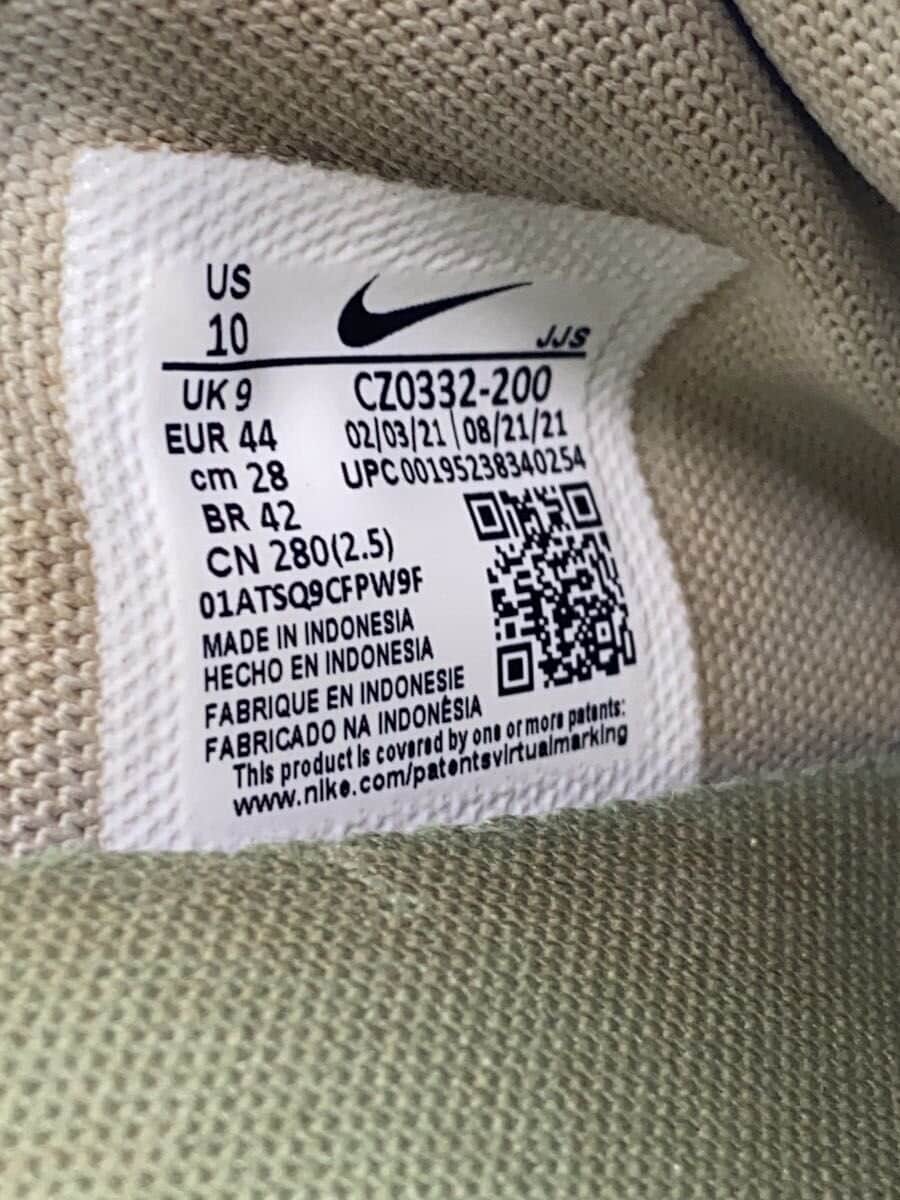 US
10
JJS
UK 9
CZ0332-200
EUR 44
02/03/21 | 08/21/21
cm 28
UPC 00195238340254
BR 42
CN 280(2.5)
01ATSQ9CFPW9F
MADE IN INDONESIA
HECHO EN INDONESIA
FABRIQUE EN INDONESIE
FABRICADO NA INDONÉSIA
This product is covered by one or more patents:
www.nike.com/patentsvirtualmarking